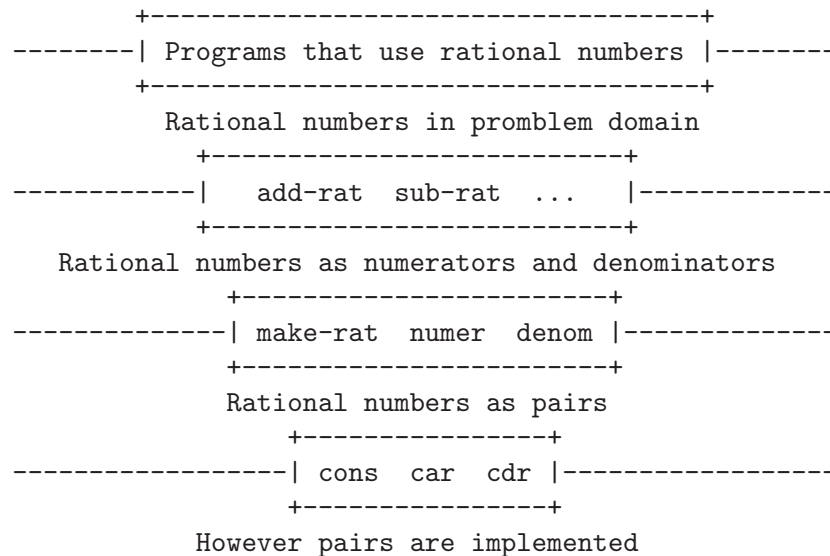 +------------------------------------+
--------| Programs that use rational numbers |--------
+------------------------------------+
Rational numbers in promblem domain
+---------------------------+
------------|   add-rat  sub-rat  ...   |------------
+---------------------------+
Rational numbers as numerators and denominators
+------------------------+
--------------| make-rat  numer  denom |--------------
+------------------------+
Rational numbers as pairs
+----------------+
------------------| cons  car  cdr |------------------
+----------------+
However pairs are implemented